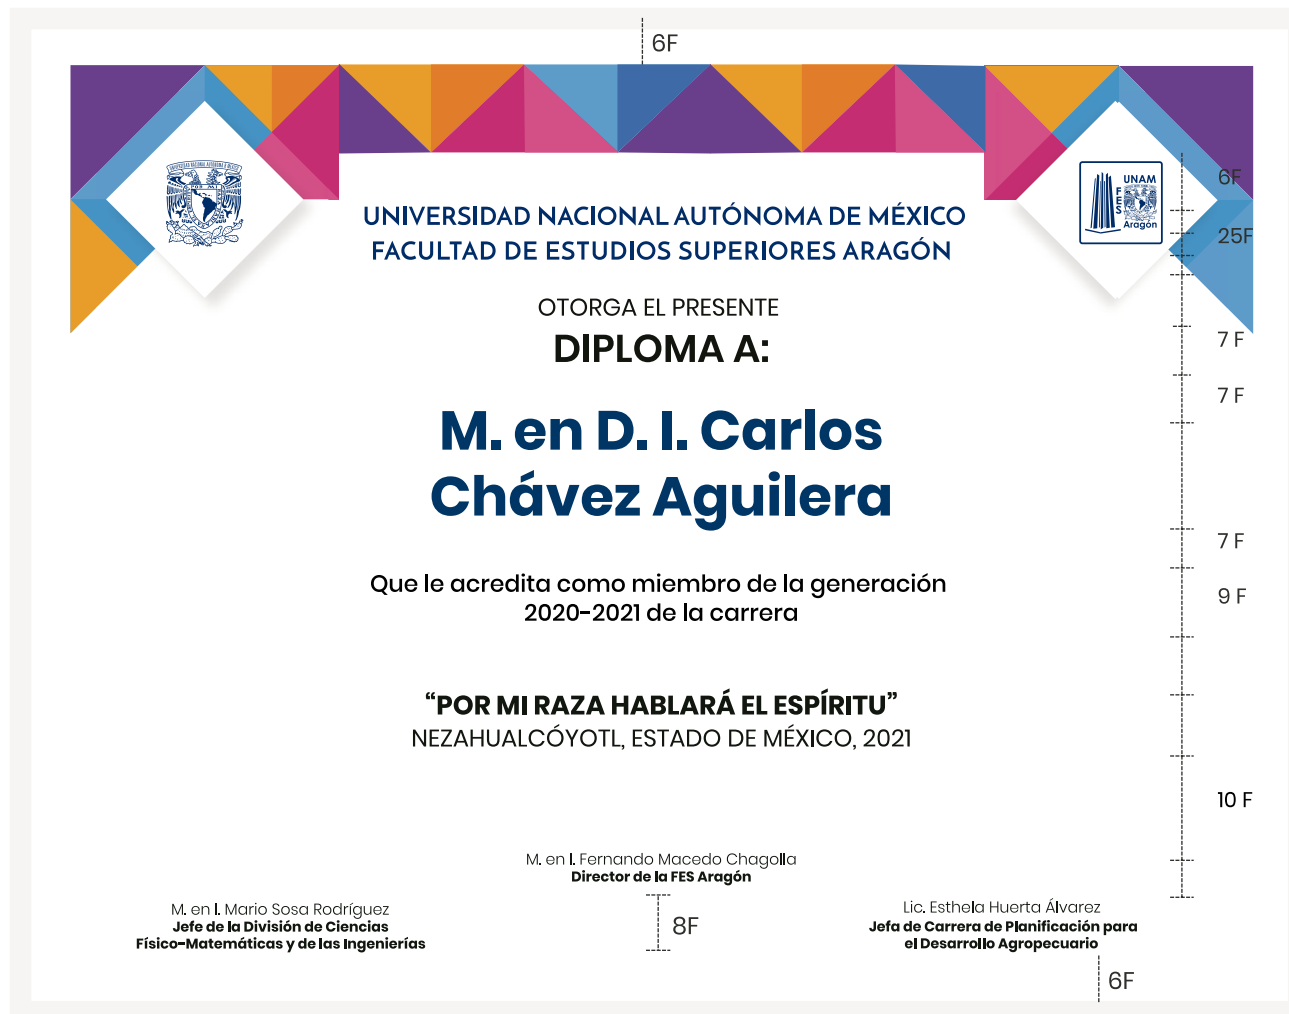 6F
UNIVERSIDAD NACIONAL AUTÓNOMA DE MÉXICO
FACULTAD DE ESTUDIOS SUPERIORES ARAGÓN
POR MI
UNAM
FES
Aragón
6F
25F
OTORGA EL PRESENTE
DIPLOMA A:
7 F
7 F
M. en D. I. Carlos
Chávez Aguilera
7 F
Que le acredita como miembro de la generación
2020-2021 de la carrera
9 F
“POR MI RAZA HABLARÁ EL ESPÍRITU”
NEZAHUALCÓYOTL, ESTADO DE MÉXICO, 2021
10 F
M. en I. Fernando Macedo Chagolla
Director de la FES Aragón
8F
M. en I. Mario Sosa Rodríguez
Jefe de la División de Ciencias
Físico-Matemáticas y de las Ingenierías
Lic. Esthela Huerta Álvarez
Jefa de Carrera de Planificación para
el Desarrollo Agropecuario
6F